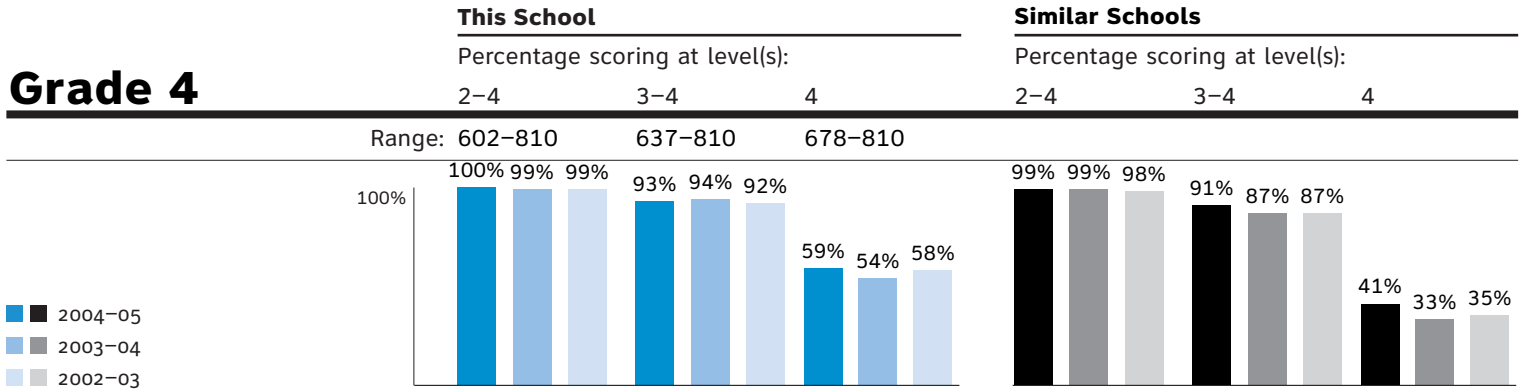 This School Similar Schools
Percentage scoring at level(s): Percentage scoring at level(s):
Grade 4 2–4 3–4 4 2–4 3–4 4
Range: 602–810 637–810 678–810
100% 99% 99% 93% 94% 92% 59% 54% 58% 99% 99% 98% 91% 87% 87% 41% 33% 35%
100%
2004–05
2003–04
2002–03